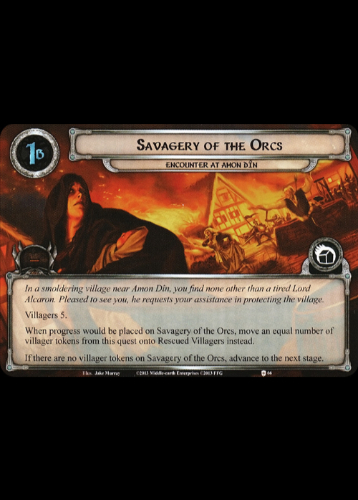 1B
SAVAGERY OF THE ORCS
ENCOUNTER AT AMON DÎN
In a smoldering village near Amon Dîn, you find none other than a tired Lord
Alcaron. Pleased to see you, he requests your assistance in protecting the village.
Villagers 5.
When progress would be placed on Savagery of the Orcs, move an equal number of
villager tokens from this quest onto Rescued Villagers instead.
If there are no villager tokens on Savagery of the Orcs, advance to the next stage.
Illus. Jake Murray ©2013 Middle-earth Enterprises ©2013 FFG 66